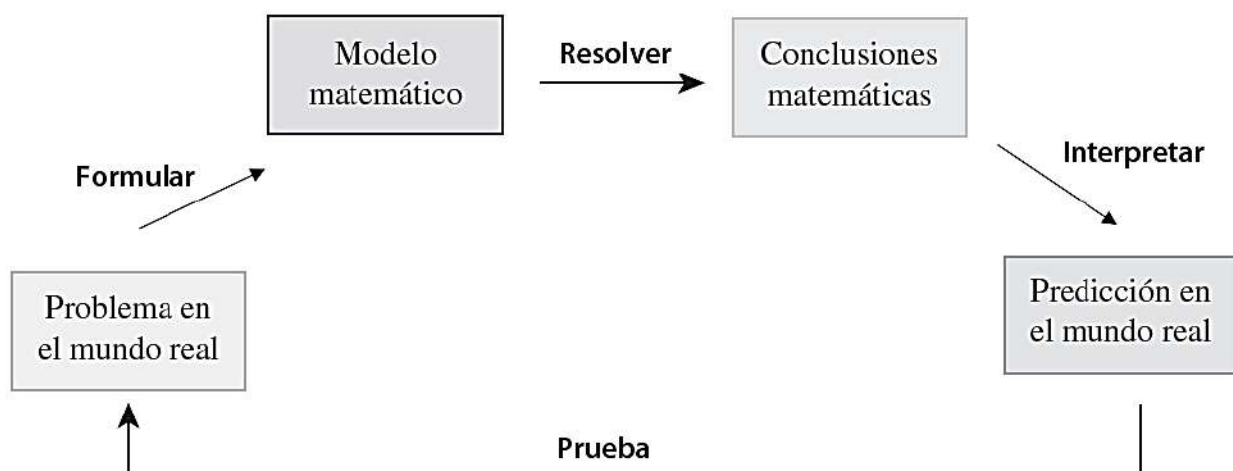 Modelo
matemático
Resolver
Conclusiones
matemáticas
Formular
Interpretar
Problema en
el mundo real
Predicción en
el mundo real
Prueba